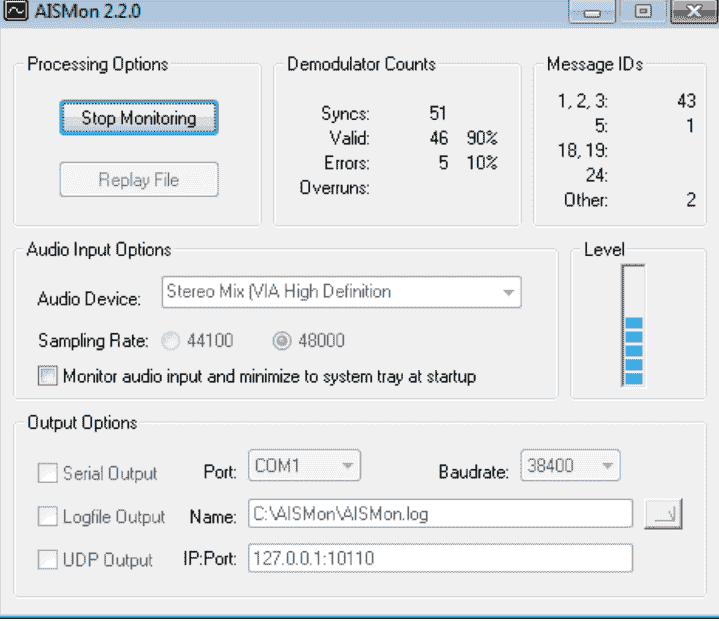 AISMon 2.2.0
Processing Options
Stop Monitoring
Replay File
Demodulator Counts
Syncs: 51
Valid: 46 90%
Errors: 5 10%
Overruns:
Message IDs
1, 2, 3: 43
5: 1
18, 19:
24:
Other: 2
Audio Input Options
Audio Device: Stereo Mix (VIA High Definition
Sampling Rate: 44100 48000
Monitor audio input and minimize to system tray at startup
Level
Output Options
Serial Output Port: COM1 Baudrate: 38400
Logfile Output Name: C:\AISMon\AISMon.log
UDP Output IP:Port: 127.0.0.1:10110